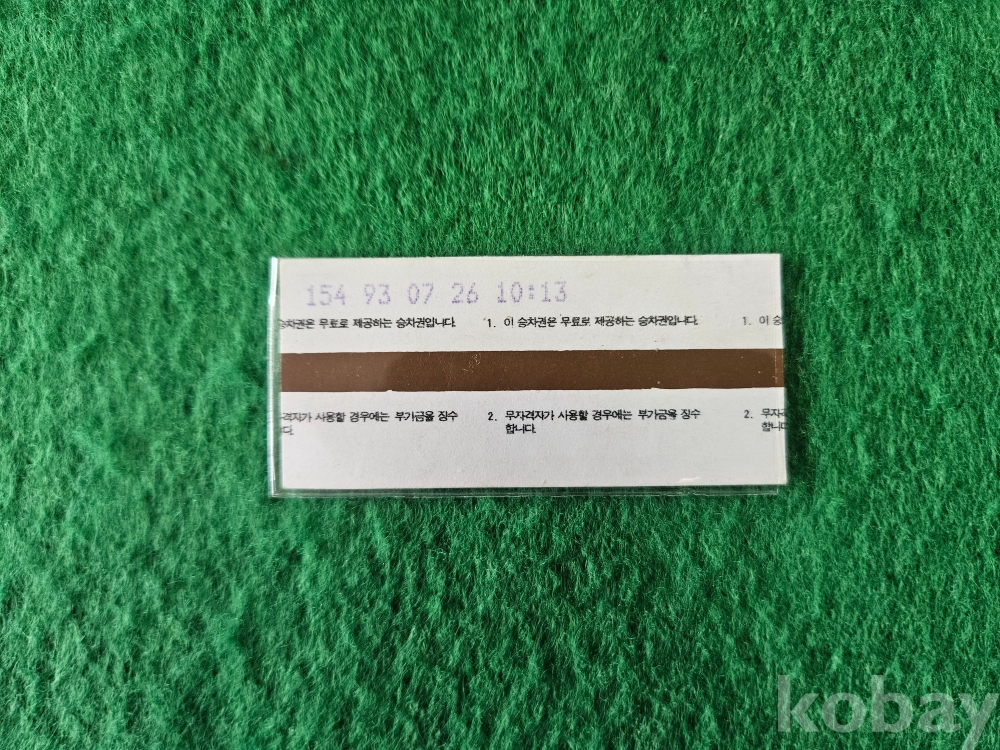 154 93 07 26 10:13
승차권은 무료로 제공하는 승차권입니다. 1. 이 승차권은 무료로 제공하는 승차권입니다. 1. 이 승
격자가 사용할 경우에는 부가금을 징수 2. 무자격자가 사용할 경우에는 부가금을 징수 2. 무자
다. 합니다. 합니다
kobay